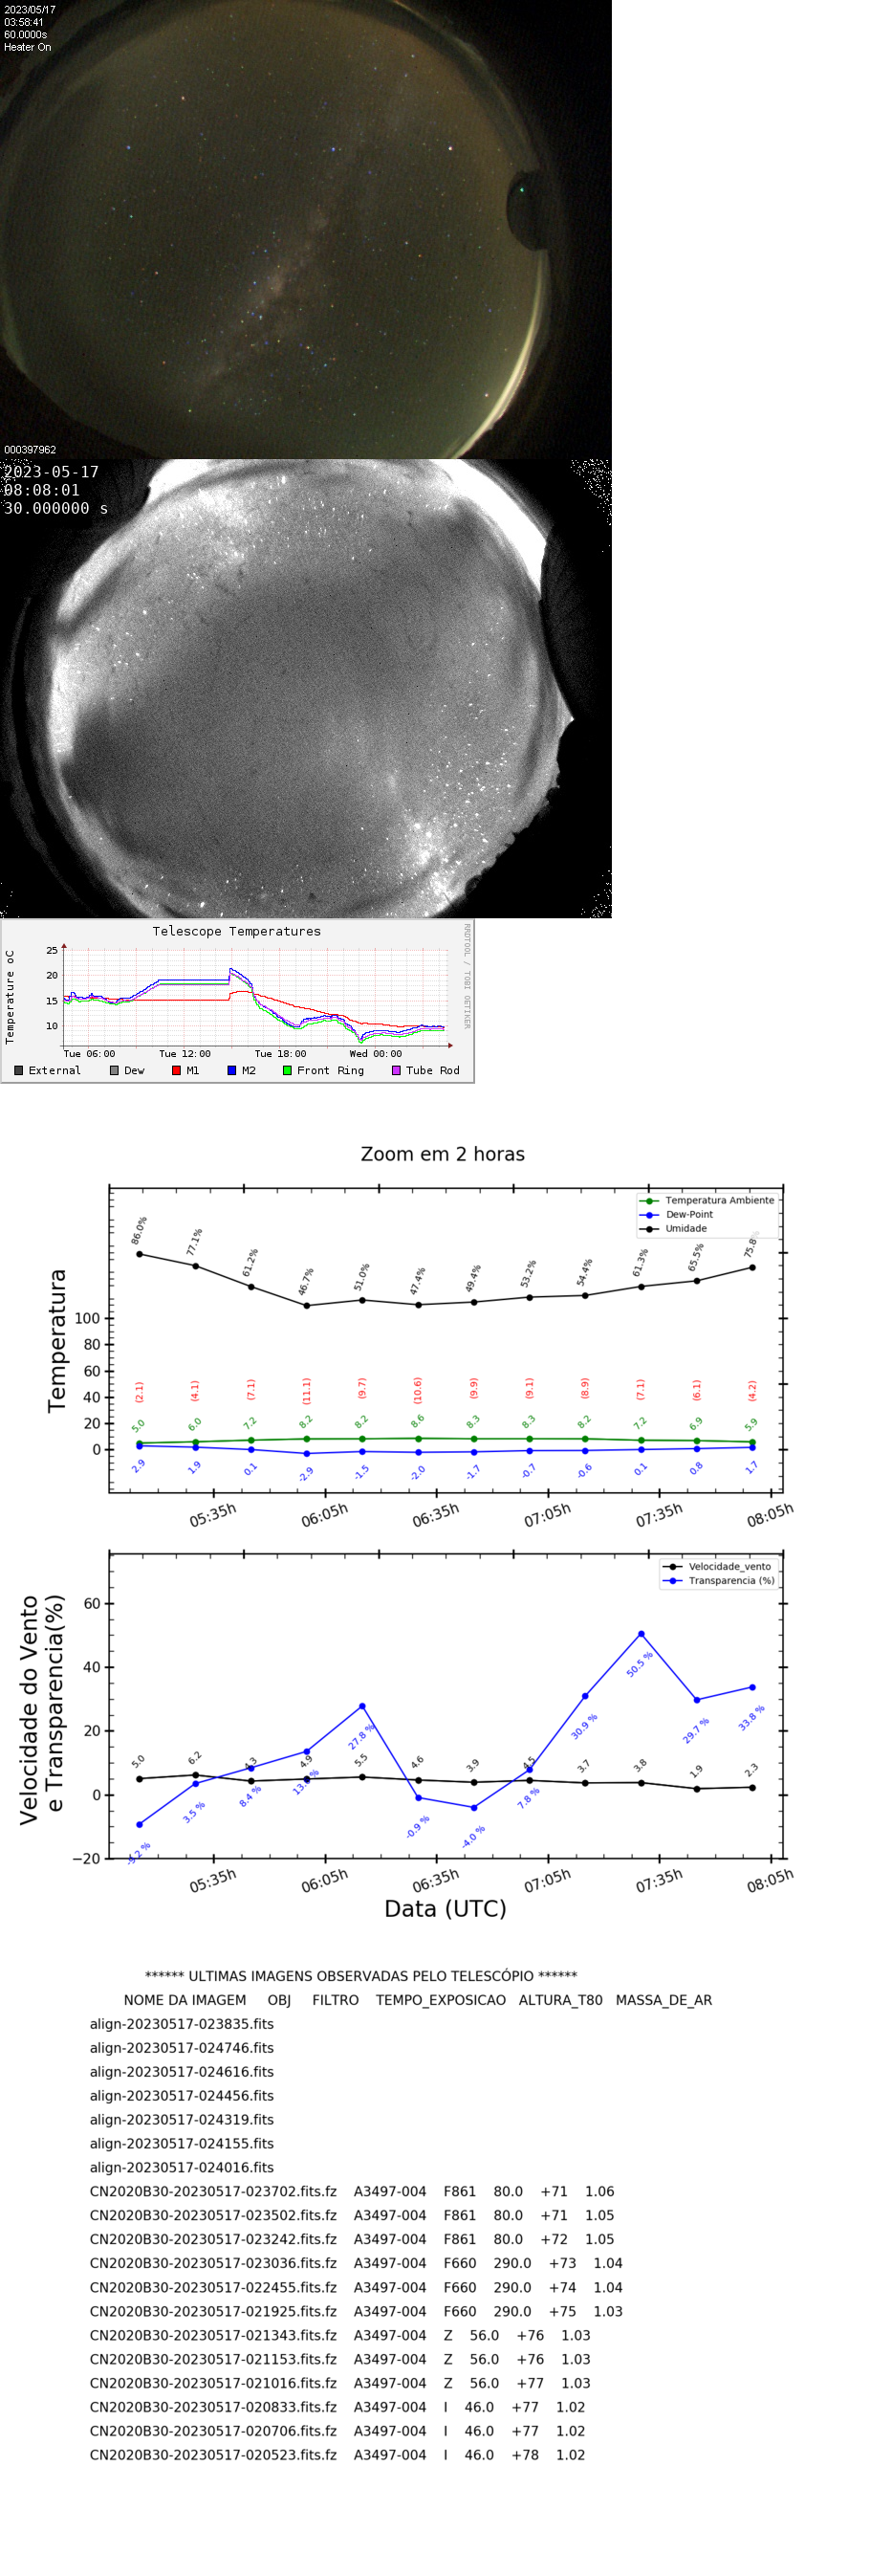 2023/05/17
03:58:41
60.0000s
Heater On
000397962
2023-05-17
08:08:01
30.000000 s
Telescope Temperatures
RRDTOOL / TOBI OETIKER
Temperature oC
25
20
15
10
Tue 06:00 Tue 12:00 Tue 18:00 Wed 00:00
External Dew M1 M2 Front Ring Tube Rod
Zoom em 2 horas
Temperatura Ambiente
Dew-Point
Umidade
86.0% 77.1% 61.2% 46.7% 51.0% 47.4% 49.4% 53.2% 54.4% 61.3% 65.5% 75.8
Temperatura
100
80
60
40
20
0
(2.1) (4.1) (7.1) (11.1) (9.7) (10.6) (9.9) (9.1) (8.9) (7.1) (6.1) (4.2)
5.0 6.0 7.2 8.2 8.2 8.6 8.3 8.3 8.2 7.2 6.9 5.9
2.9 1.9 0.1 -2.9 -1.5 -2.0 -1.7 -0.7 -0.6 0.1 0.8 1.7
05:35h 06:05h 06:35h 07:05h 07:35h 08:05h
Velocidade_vento
Transparencia (%)
Velocidade do Vento
e Transparencia(%)
60
40
20
0
−20
5.0 6.2 4.3 4.9 5.5 4.6 3.9 4.5 3.7 3.8 1.9 2.3
-9.2 % 3.5 % 8.4 % 27.8 % -0.9 % -4.0 % 7.8 % 30.9 % 50.5 % 29.7 % 33.8 %
05:35h 06:05h 06:35h 07:05h 07:35h 08:05h
Data (UTC)
****** ULTIMAS IMAGENS OBSERVADAS PELO TELESCÓPIO ******
NOME DA IMAGEM OBJ FILTRO TEMPO_EXPOSICAO ALTURA_T80 MASSA_DE_AR
align-20230517-023835.fits
align-20230517-024746.fits
align-20230517-024616.fits
align-20230517-024456.fits
align-20230517-024319.fits
align-20230517-024155.fits
align-20230517-024016.fits
CN2020B30-20230517-023702.fits.fz A3497-004 F861 80.0 +71 1.06
CN2020B30-20230517-023502.fits.fz A3497-004 F861 80.0 +71 1.05
CN2020B30-20230517-023242.fits.fz A3497-004 F861 80.0 +72 1.05
CN2020B30-20230517-023036.fits.fz A3497-004 F660 290.0 +73 1.04
CN2020B30-20230517-022455.fits.fz A3497-004 F660 290.0 +74 1.04
CN2020B30-20230517-021925.fits.fz A3497-004 F660 290.0 +75 1.03
CN2020B30-20230517-021343.fits.fz A3497-004 Z 56.0 +76 1.03
CN2020B30-20230517-021153.fits.fz A3497-004 Z 56.0 +76 1.03
CN2020B30-20230517-021016.fits.fz A3497-004 Z 56.0 +77 1.03
CN2020B30-20230517-020833.fits.fz A3497-004 I 46.0 +77 1.02
CN2020B30-20230517-020706.fits.fz A3497-004 I 46.0 +77 1.02
CN2020B30-20230517-020523.fits.fz A3497-004 I 46.0 +78 1.02